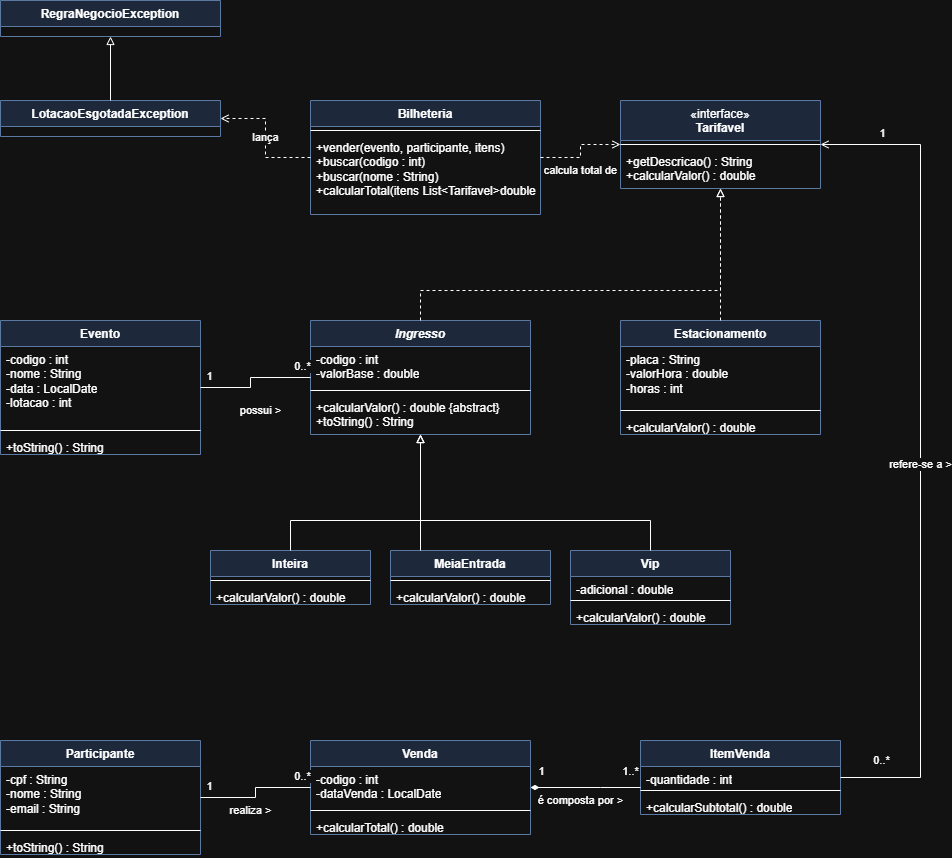 RegraNegocioException
LotacaoEsgotadaException
lança
Bilheteria
+vender(evento, participante, itens)
+buscar(codigo : int)
+buscar(nome : String)
+calcularTotal(itens List<Tarifavel>double
calcula total de
«interface»
Tarifavel
+getDescricao() : String
+calcularValor() : double
1
Evento
-codigo : int
-nome : String
-data : LocalDate
-lotacao : int
+toString() : String
1
0..*
possui >
Ingresso
-codigo : int
-valorBase : double
+calcularValor() : double {abstract}
+toString() : String
Estacionamento
-placa : String
-valorHora : double
-horas : int
+calcularValor() : double
refere-se a >
Inteira
+calcularValor() : double
MeiaEntrada
+calcularValor() : double
Vip
-adicional : double
+calcularValor() : double
Participante
-cpf : String
-nome : String
-email : String
+toString() : String
1
0..*
realiza >
Venda
-codigo : int
-dataVenda : LocalDate
+calcularTotal() : double
1
1..*
é composta por >
ItemVenda
-quantidade : int
+calcularSubtotal() : double
0..*